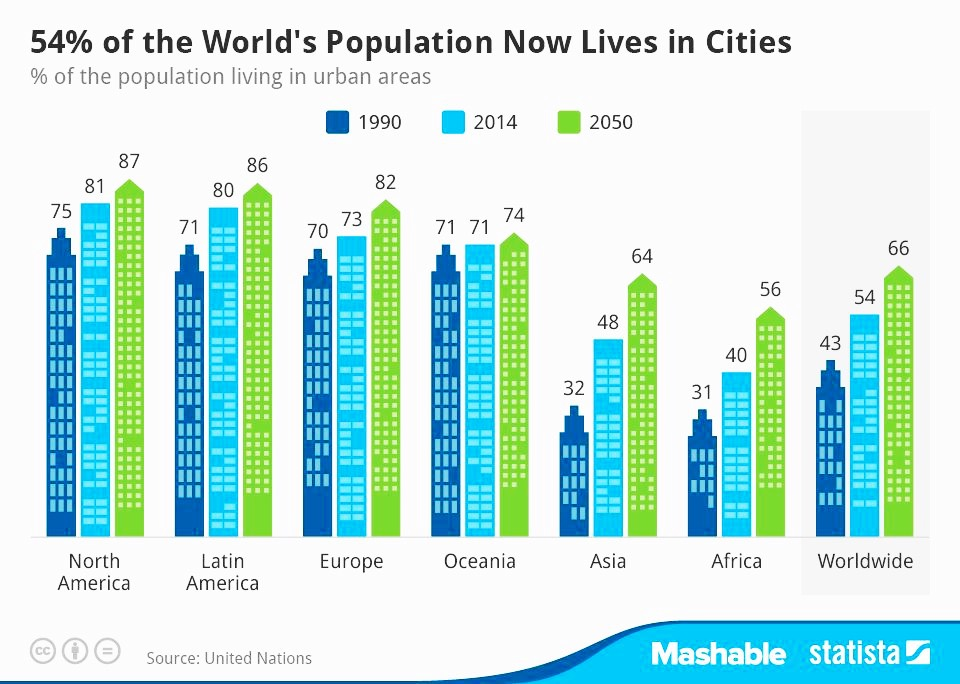 54% of the World's Population Now Lives in Cities
% of the population living in urban areas
1990 2014 2050
75 81 87
71 80 86
70 73 82
71 71 74
32 48 64
31 40 56
43 54 66
North America
Latin America
Europe
Oceania
Asia
Africa
Worldwide
cc
Source: United Nations
Mashable statista